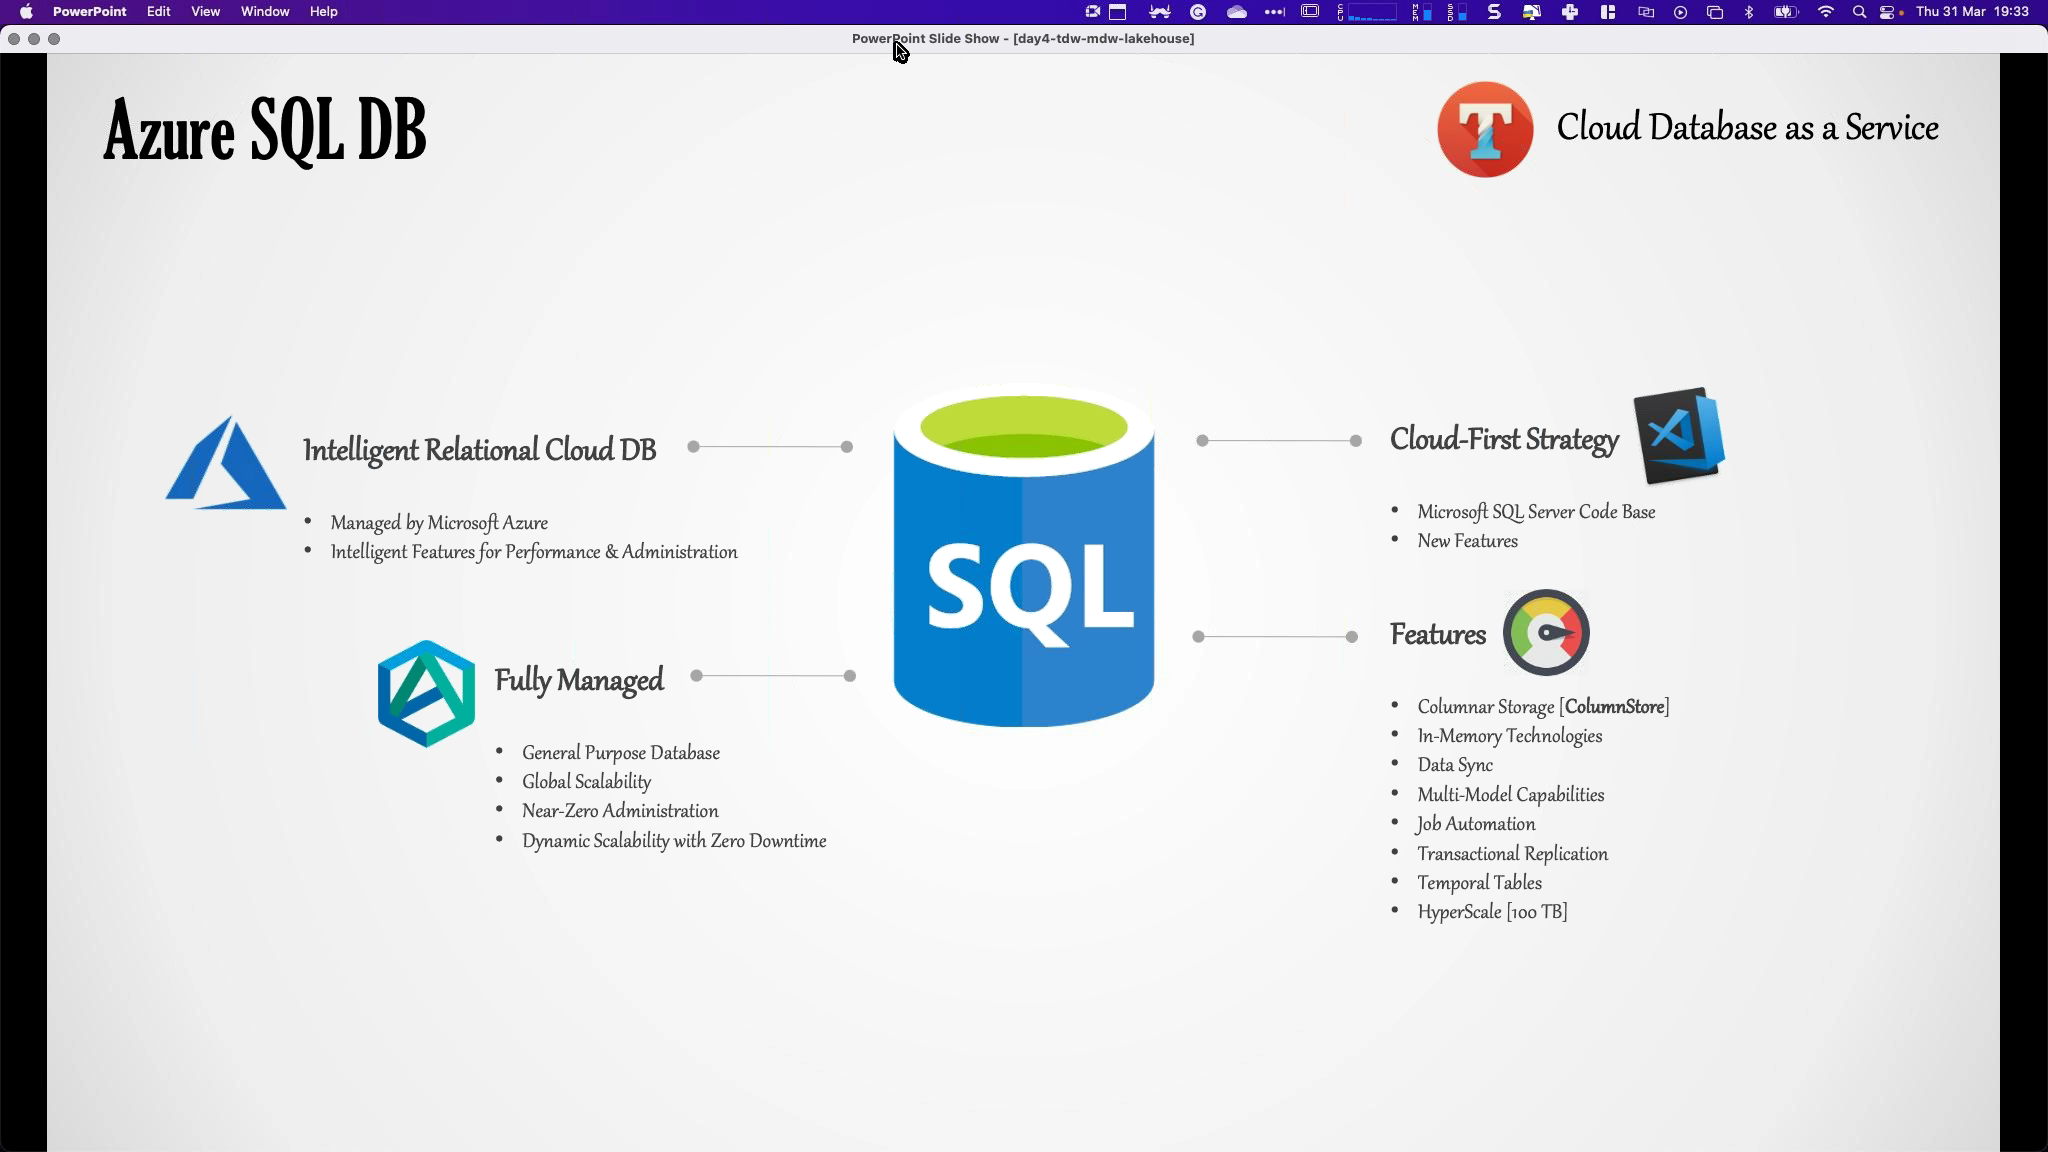 PowerPoint Edit View Window Help
CPU MEM SSD Thu 31 Mar 19:33
PowerPoint Slide Show - [day4-tdw-mdw-lakehouse]
Azure SQL DB
T
Cloud Database as a Service
Intelligent Relational Cloud DB
• Managed by Microsoft Azure
• Intelligent Features for Performance & Administration
Fully Managed
• General Purpose Database
• Global Scalability
• Near-Zero Administration
• Dynamic Scalability with Zero Downtime
SQL
Cloud-First Strategy
• Microsoft SQL Server Code Base
• New Features
Features
• Columnar Storage [ColumnStore]
• In-Memory Technologies
• Data Sync
• Multi-Model Capabilities
• Job Automation
• Transactional Replication
• Temporal Tables
• HyperScale [100 TB]